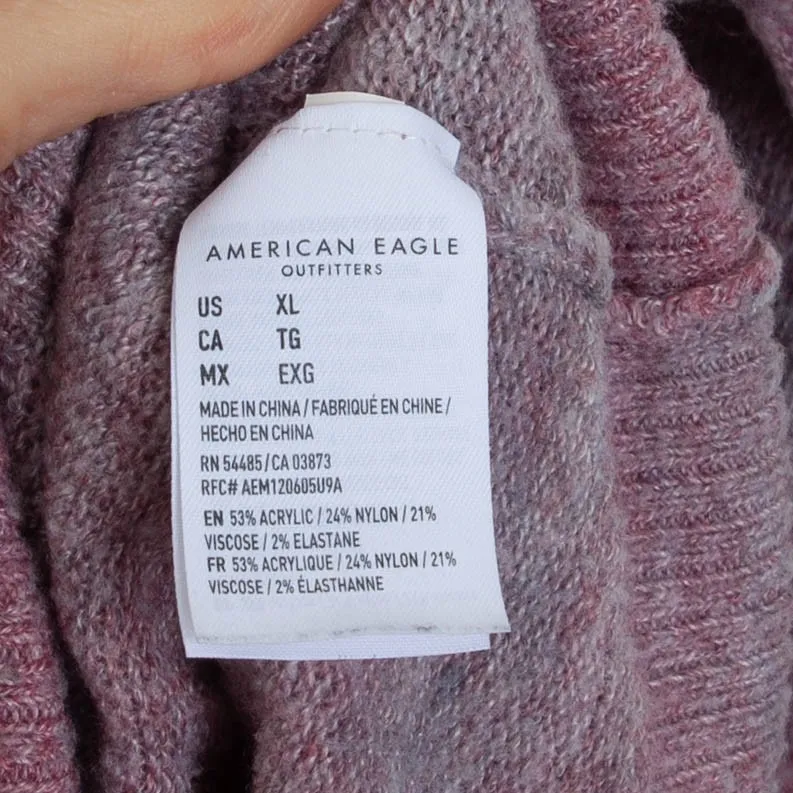 AMERICAN EAGLE
OUTFITTERS
US XL
CA TG
MX EXG
MADE IN CHINA / FABRIQUÉ EN CHINE /
HECHO EN CHINA
RN 54485 / CA 03873
RFC# AEM120605U9A
EN 53% ACRYLIC / 24% NYLON / 21%
VISCOSE / 2% ELASTANE
FR 53% ACRYLIQUE / 24% NYLON / 21%
VISCOSE / 2% ÉLASTHANNE